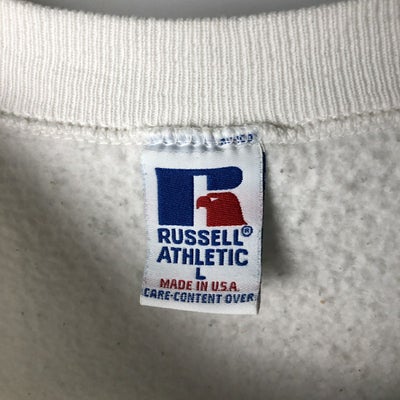 RUSSELL®
ATHLETIC
L
MADE IN U.S.A.
CARE-CONTENT OVER